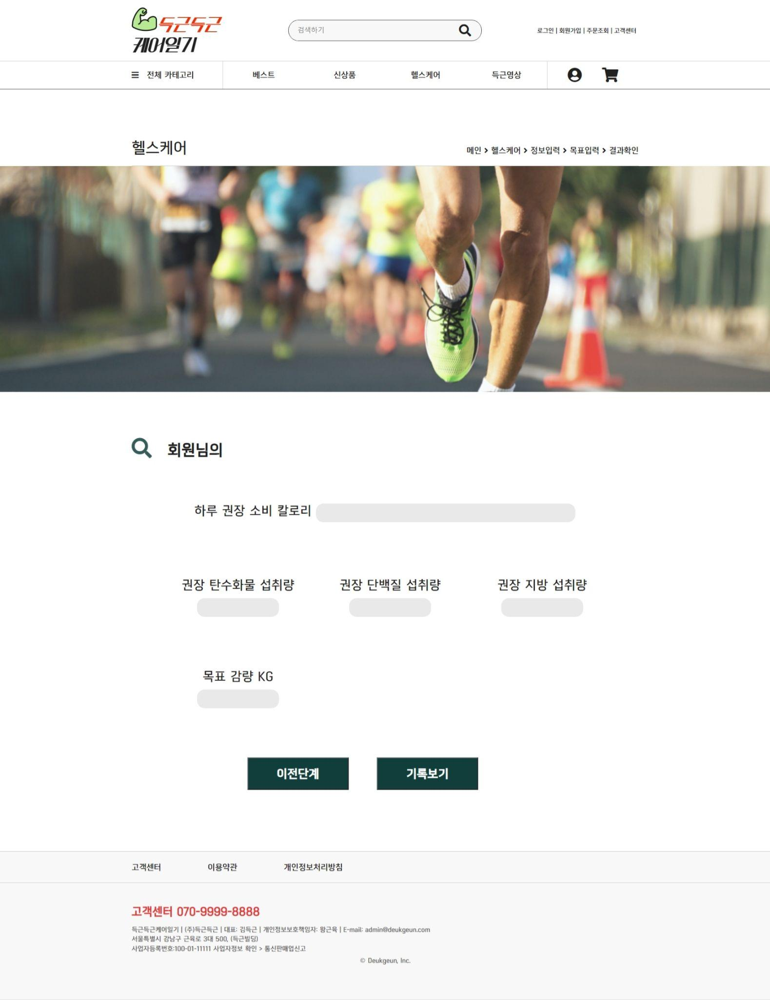 득근득근
케어일기
검색하기
로그인 | 회원가입 | 주문조회 | 고객센터
전체 카테고리
베스트
신상품
헬스케어
득근영상
헬스케어
메인 > 헬스케어 > 정보입력 > 목표입력 > 결과확인
회원님의
하루 권장 소비 칼로리
권장 탄수화물 섭취량
권장 단백질 섭취량
권장 지방 섭취량
목표 감량 KG
이전단계
기록보기
고객센터
이용약관
개인정보처리방침
고객센터 070-9999-8888
득근득근케어일기 | (주)득근득근 | 대표: 김득근 | 개인정보보호책임자: 왕근육 | E-mail: admin@deukgeun.com
서울특별시 강남구 근육로 3대 500, (득근빌딩)
사업자등록번호:100-01-11111 사업자정보 확인 > 통신판매업신고
© Deukgeun, Inc.